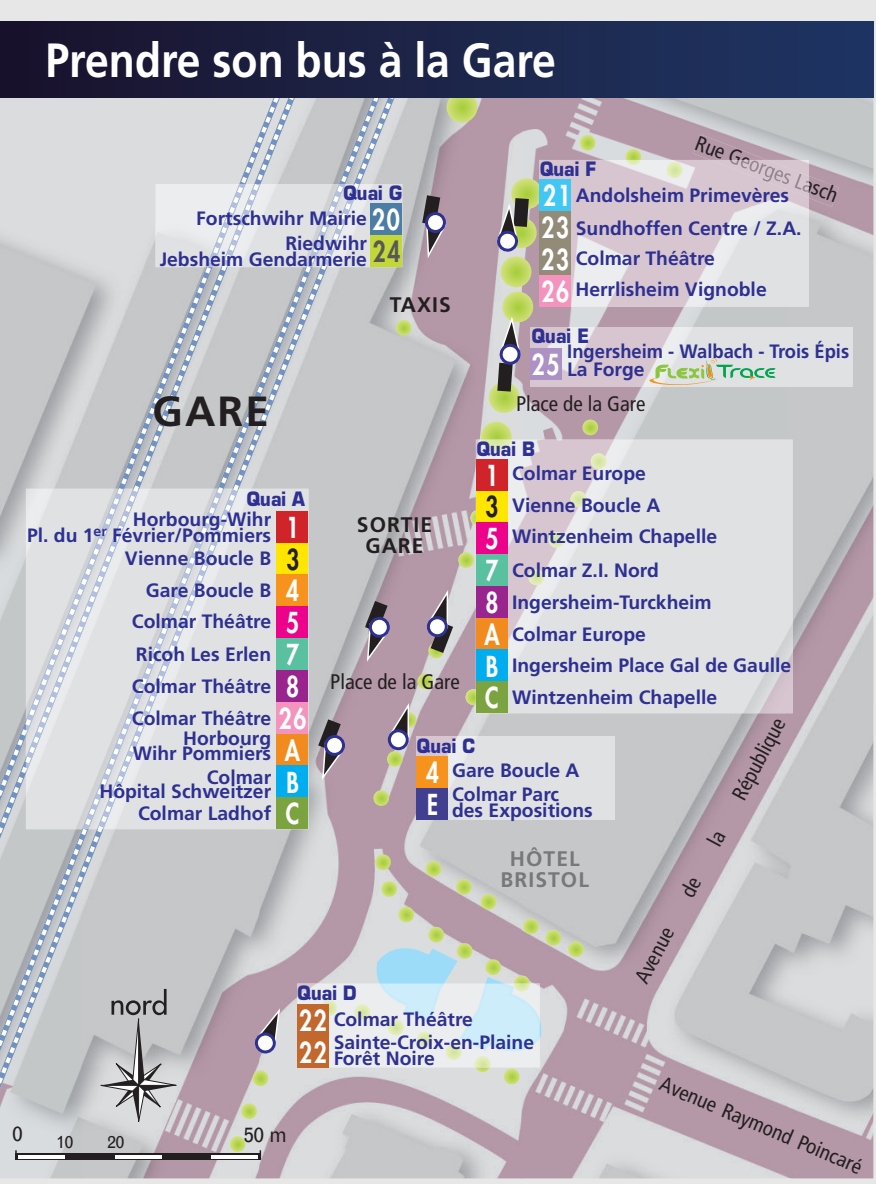 Prendre son bus à la Gare
Rue Georges Lasch
Quai G
Fortschwihr Mairie 20
Riedwihr
Jebsheim Gendarmerie 24
Quai F
21 Andolsheim Primevères
23 Sundhoffen Centre / Z.A.
23 Colmar Théâtre
26 Herrlisheim Vignoble
TAXIS
Quai E
25 Ingersheim - Walbach - Trois Épis
La Forge FLEXi TRACE
GARE
Place de la Gare
Quai B
1 Colmar Europe
3 Vienne Boucle A
5 Wintzenheim Chapelle
7 Colmar Z.I. Nord
8 Ingersheim-Turckheim
A Colmar Europe
B Ingersheim Place Gal de Gaulle
C Wintzenheim Chapelle
Quai A
Horbourg-Wihr
Pl. du 1er Février/Pommiers 1
Vienne Boucle B 3
Gare Boucle B 4
Colmar Théâtre 5
Ricoh Les Erlen 7
Colmar Théâtre 8
Colmar Théâtre 26
Horbourg
Wihr Pommiers A
Colmar
Hôpital Schweitzer B
Colmar Ladhof C
SORTIE
GARE
Place de la Gare
Quai C
4 Gare Boucle A
E Colmar Parc
des Expositions
HÔTEL
BRISTOL
Avenue de la République
Quai D
22 Colmar Théâtre
22 Sainte-Croix-en-Plaine
Forêt Noire
nord
Avenue Raymond Poincaré
0 10 20 50 m